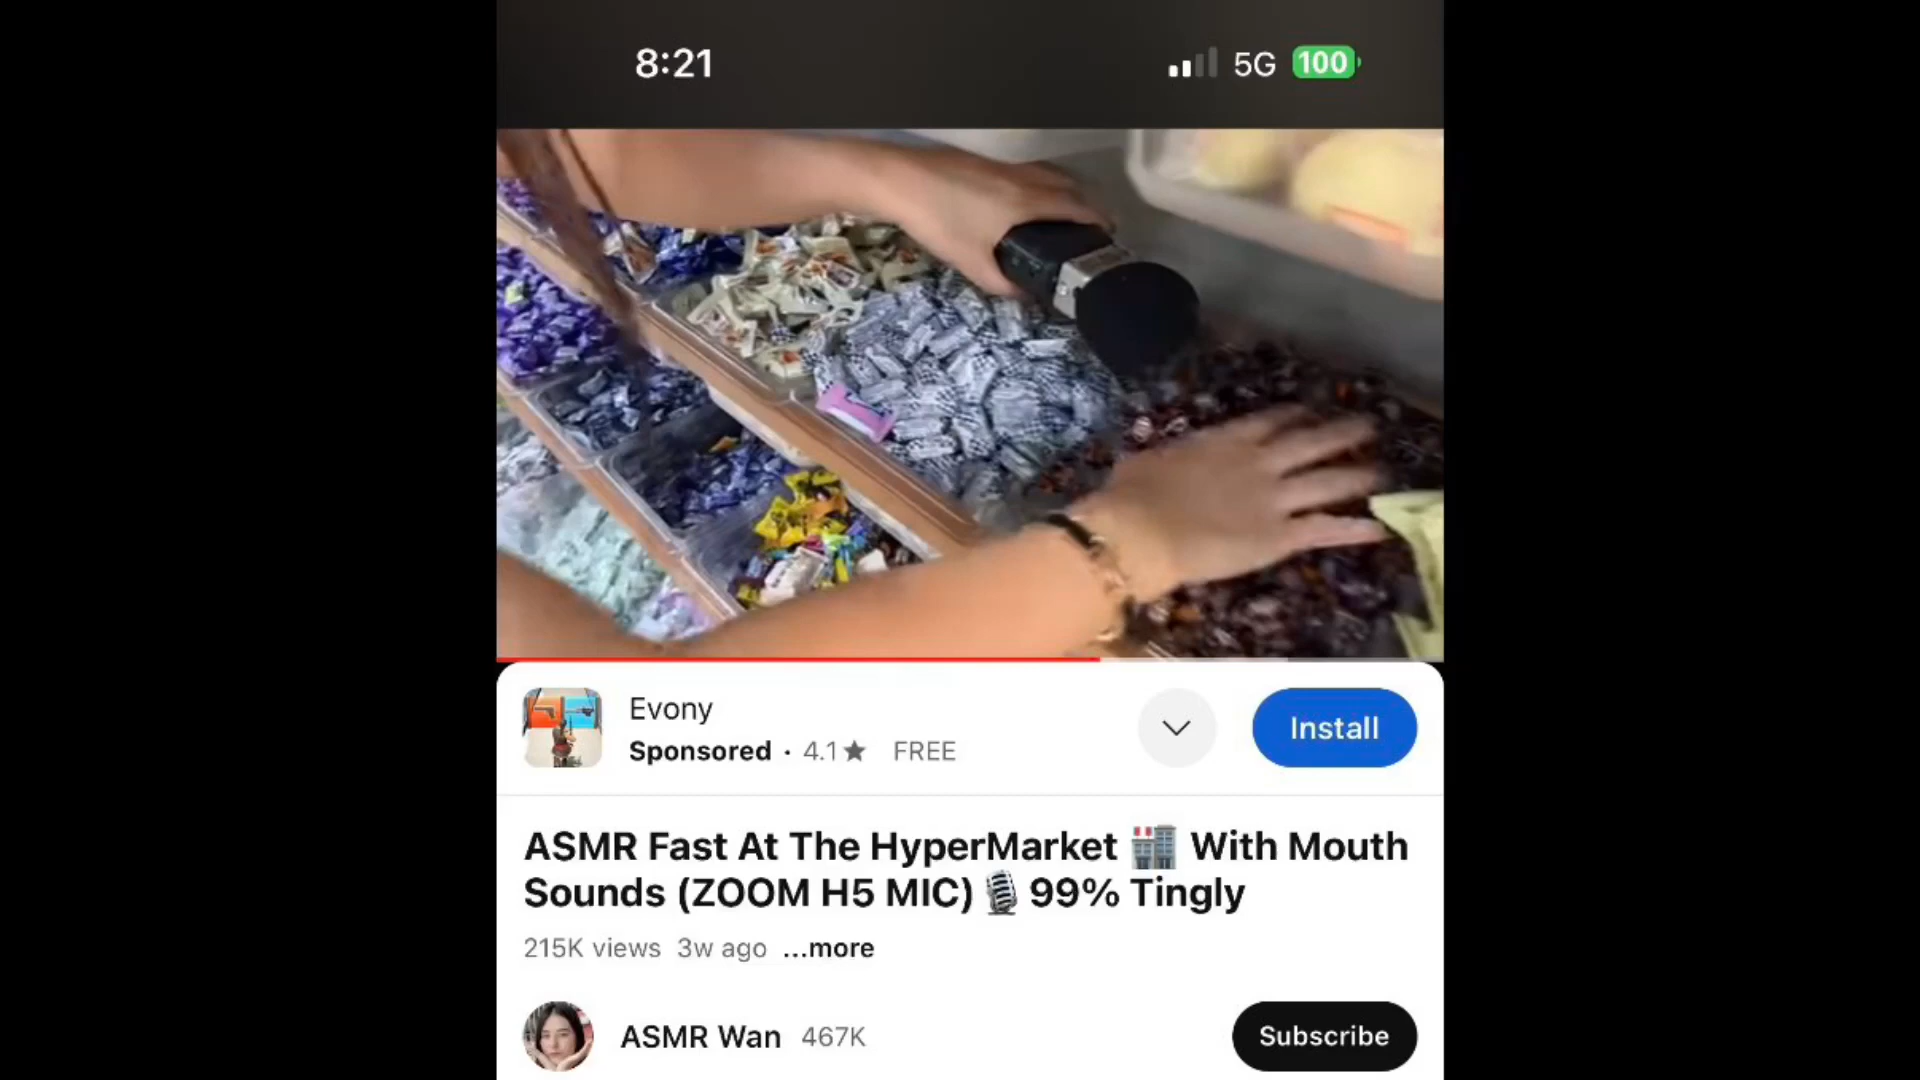 8:21
5G 100
Evony
Sponsored · 4.1★ FREE
Install
ASMR Fast At The HyperMarket 🏬 With Mouth
Sounds (ZOOM H5 MIC)🎙️99% Tingly
215K views 3w ago ...more
ASMR Wan 467K
Subscribe